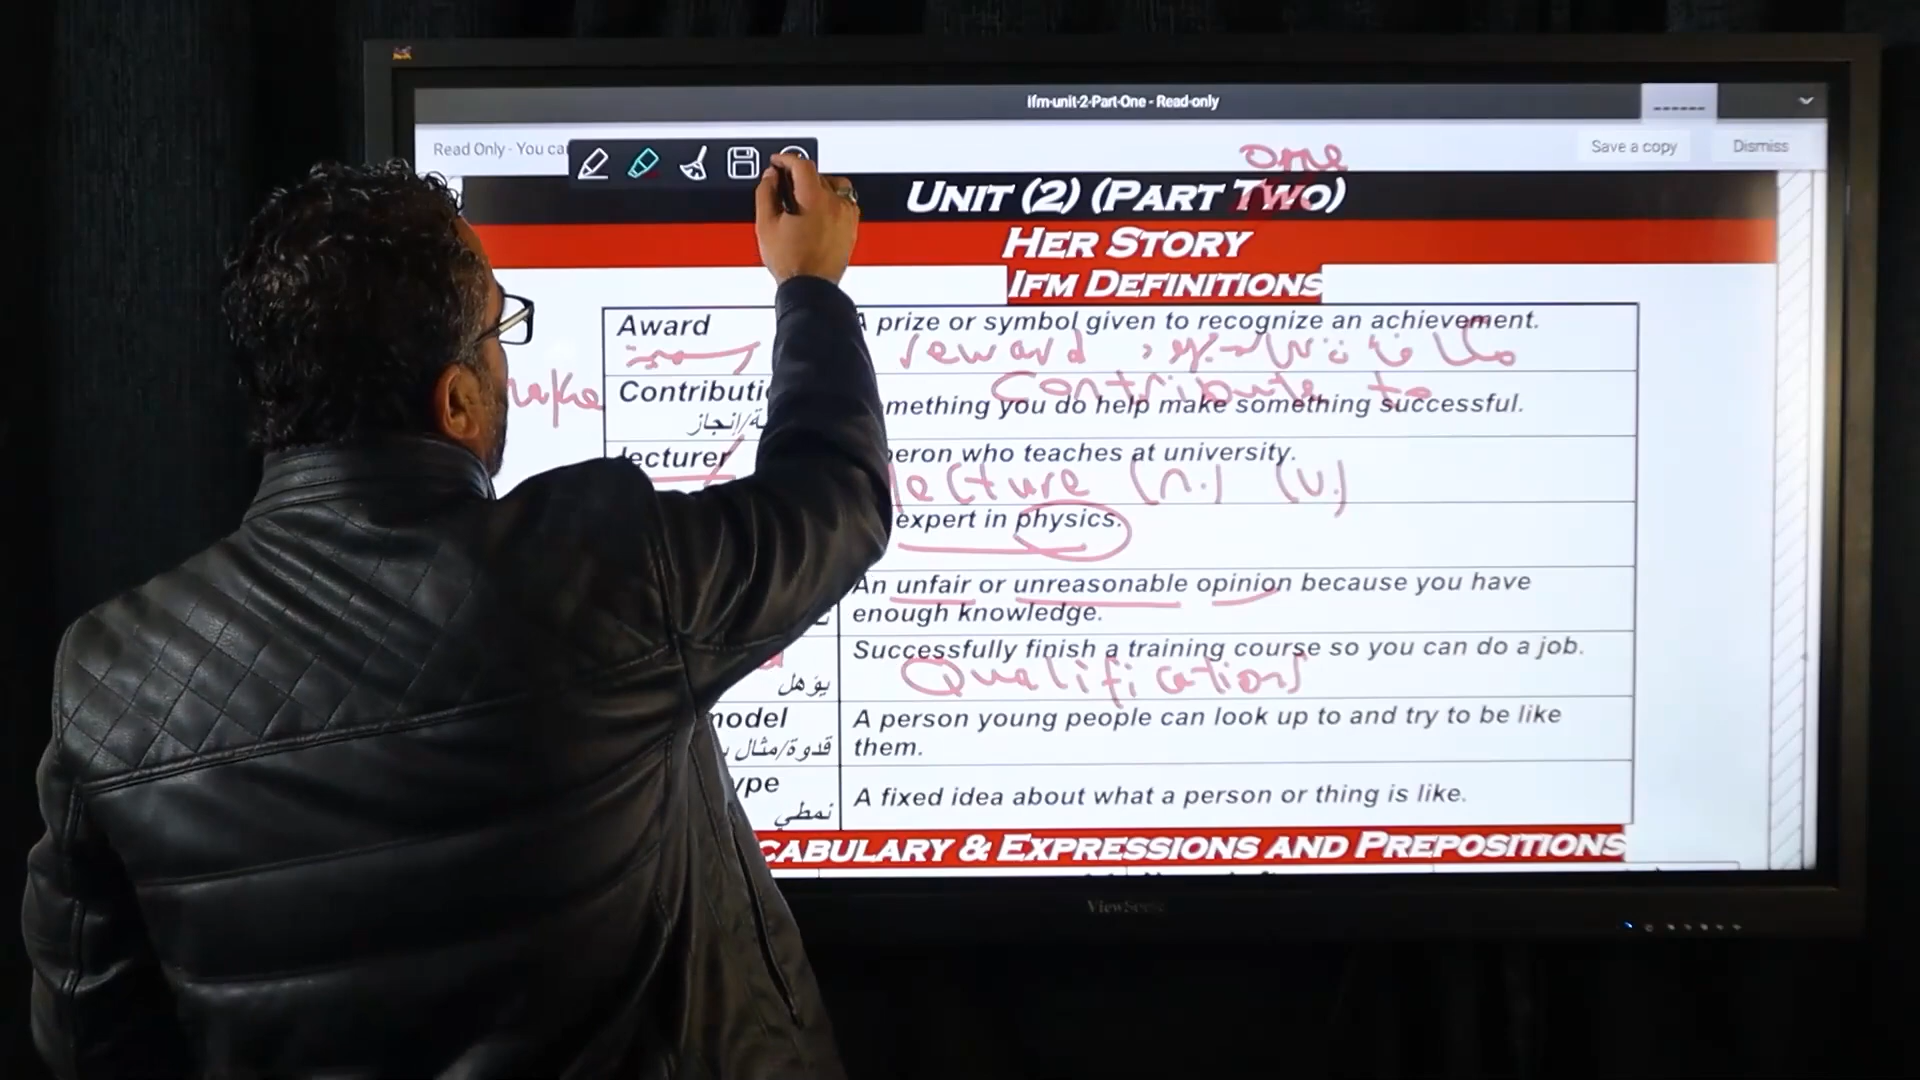 Ifm-unit-2-Part-One - Read-only
Read Only - You ca
Save a copy
Dismiss
one
UNIT (2) (PART TWO)
HER STORY
IFM DEFINITIONS
Award
A prize or symbol given to recognize an achievement.
reward
make
Contributi
contribute to
mething you do help make something successful.
إنجاز
lecturer
peron who teaches at university.
lecture (n.) (v.)
expert in physics.
An unfair or unreasonable opinion because you have
enough knowledge.
Successfully finish a training course so you can do a job.
يؤهل
Qualifications
model
A person young people can look up to and try to be like
قدوة/مثال
them.
ype
A fixed idea about what a person or thing is like.
نمطي
CABULARY & EXPRESSIONS AND PREPOSITIONS
ViewSonic